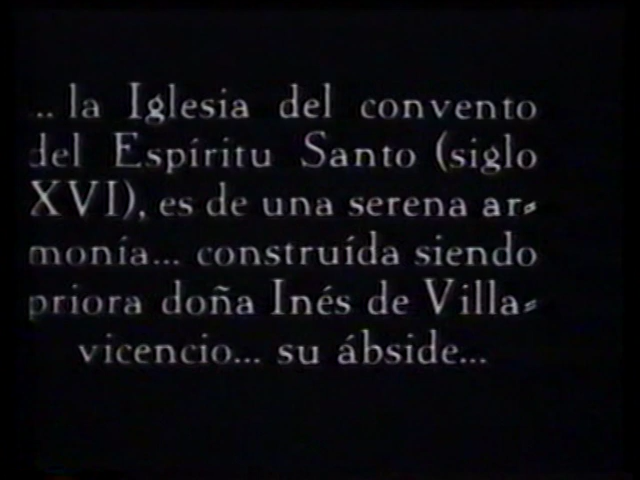 .. la Iglesia del convento
del Espíritu Santo (siglo
XVI), es de una serena ar=
monía... construída siendo
priora doña Inés de Villa=
vicencio... su ábside...